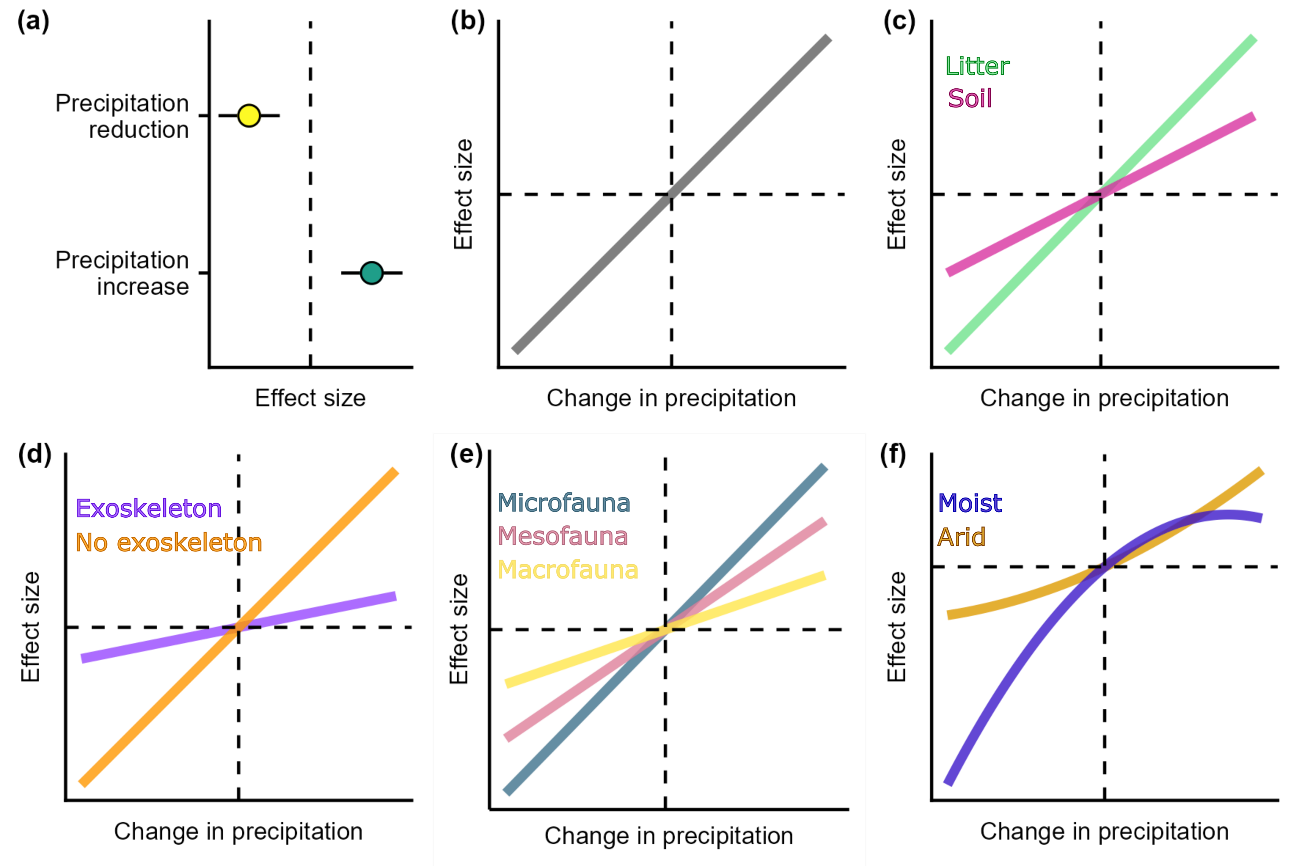 (a)
Precipitation
reduction
Precipitation
increase
Effect size
(b)
Effect size
Change in precipitation
(c)
Litter
Soil
Effect size
Change in precipitation
(d)
Exoskeleton
No exoskeleton
Effect size
Change in precipitation
(e)
Microfauna
Mesofauna
Macrofauna
Effect size
Change in precipitation
(f)
Moist
Arid
Effect size
Change in precipitation